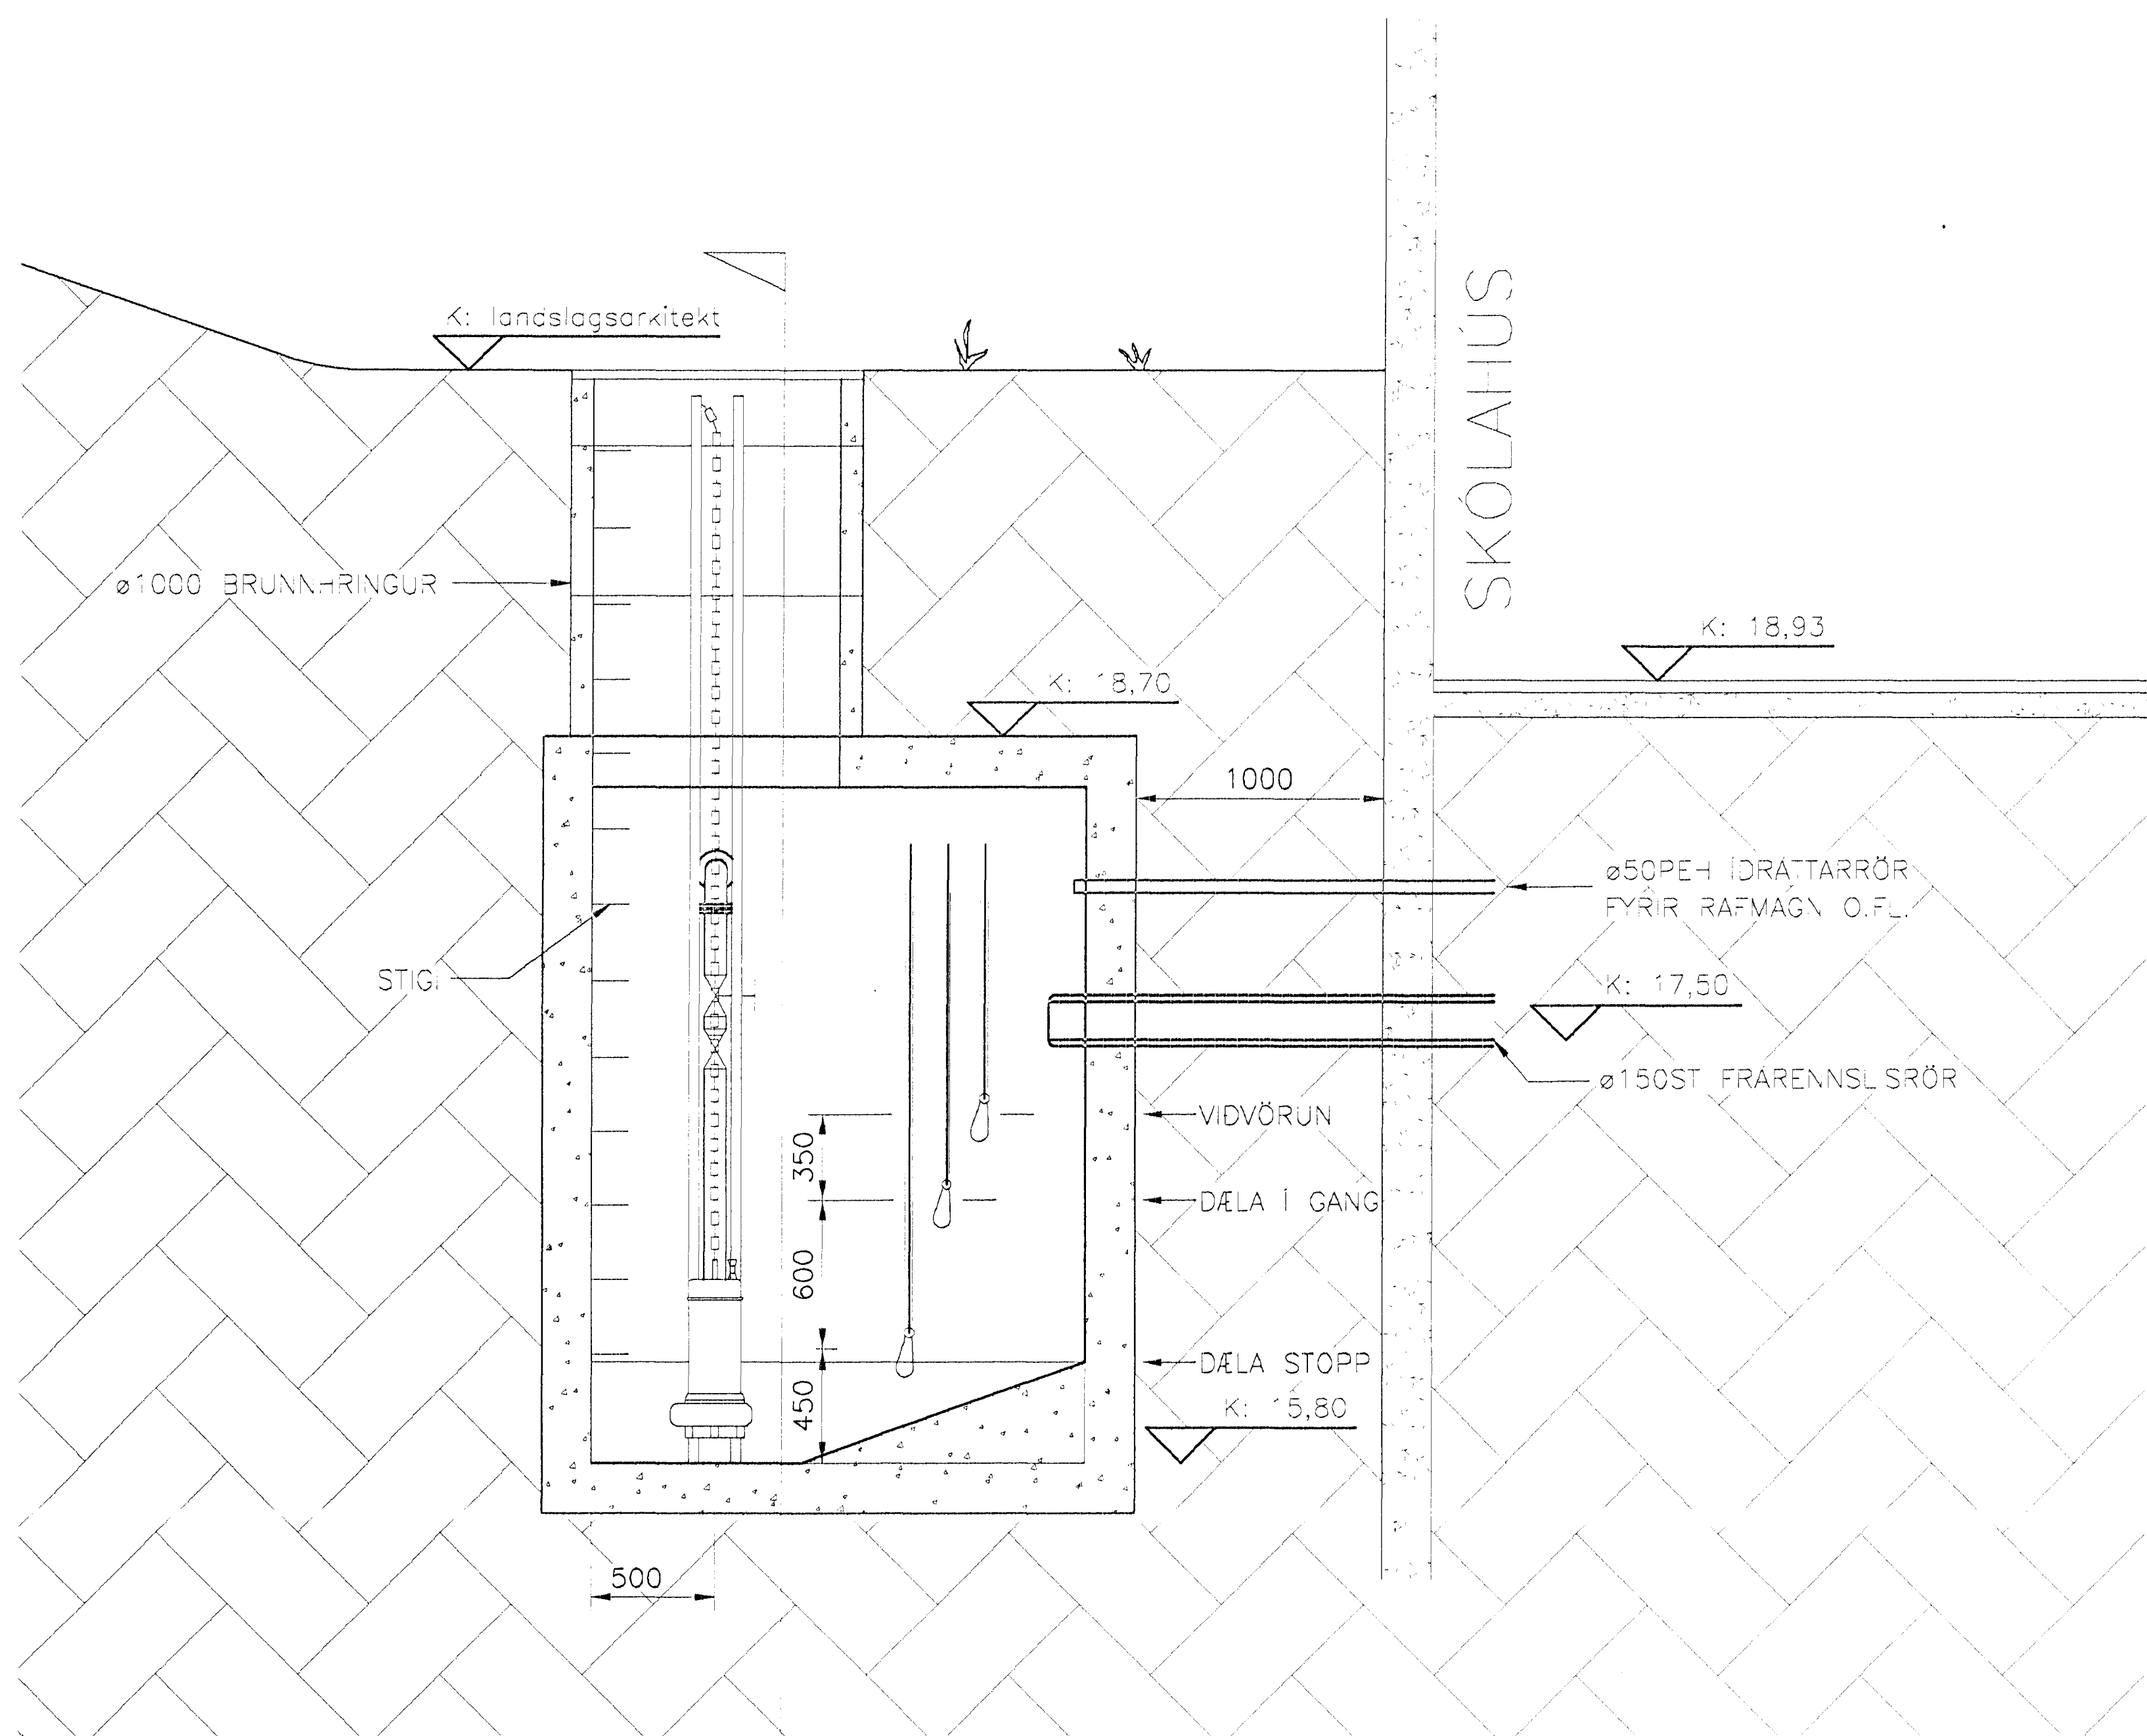 K: landslagsarkitekt
SKÓLAHÚS
ø1000 BRUNNHRINGUR
K: 18,93
K: 18,70
1000
ø50PEH ÍDRÁTTARRÖR
FYRIR RAFMAGN O.FL.
STIGI
K: 17,50
ø150ST FRÁRENNSLISRÖR
VIÐVÖRUN
350
DÆLA Í GANG
600
DÆLA STOPP
450
K: 15,80
500